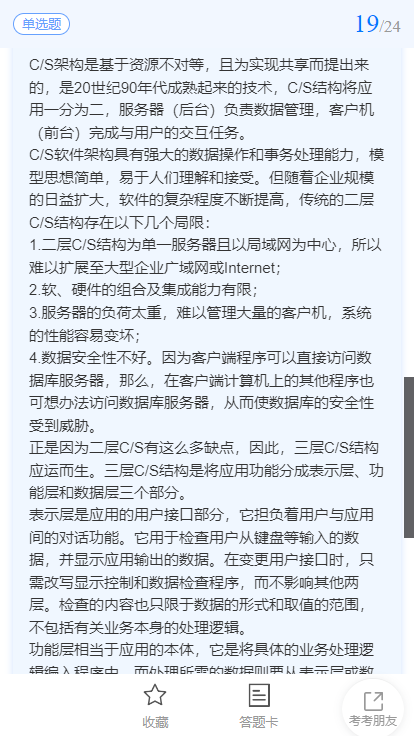 单选题
19/24
C/S架构是基于资源不对等，且为实现共享而提出来
的，是20世纪90年代成熟起来的技术，C/S结构将应
用一分为二，服务器（后台）负责数据管理，客户机
（前台）完成与用户的交互任务。
C/S软件架构具有强大的数据操作和事务处理能力，模
型思想简单，易于人们理解和接受。但随着企业规模
的日益扩大，软件的复杂程度不断提高，传统的二层
C/S结构存在以下几个局限：
1.二层C/S结构为单一服务器且以局域网为中心，所以
难以扩展至大型企业广域网或Internet；
2.软、硬件的组合及集成能力有限；
3.服务器的负荷太重，难以管理大量的客户机，系统
的性能容易变坏；
4.数据安全性不好。因为客户端程序可以直接访问数
据库服务器，那么，在客户端计算机上的其他程序也
可想办法访问数据库服务器，从而使数据库的安全性
受到威胁。
正是因为二层C/S有这么多缺点，因此，三层C/S结构
应运而生。三层C/S结构是将应用功能分成表示层、功
能层和数据层三个部分。
表示层是应用的用户接口部分，它担负着用户与应用
间的对话功能。它用于检查用户从键盘等输入的数
据，并显示应用输出的数据。在变更用户接口时，只
需改写显示控制和数据检查程序，而不影响其他两
层。检查的内容也只限于数据的形式和取值的范围，
不包括有关业务本身的处理逻辑。
功能层相当于应用的本体，它是将具体的业务处理逻
辑编入程序中。而处理所需的数据则要从表示层或数
收藏
答题卡
考考朋友